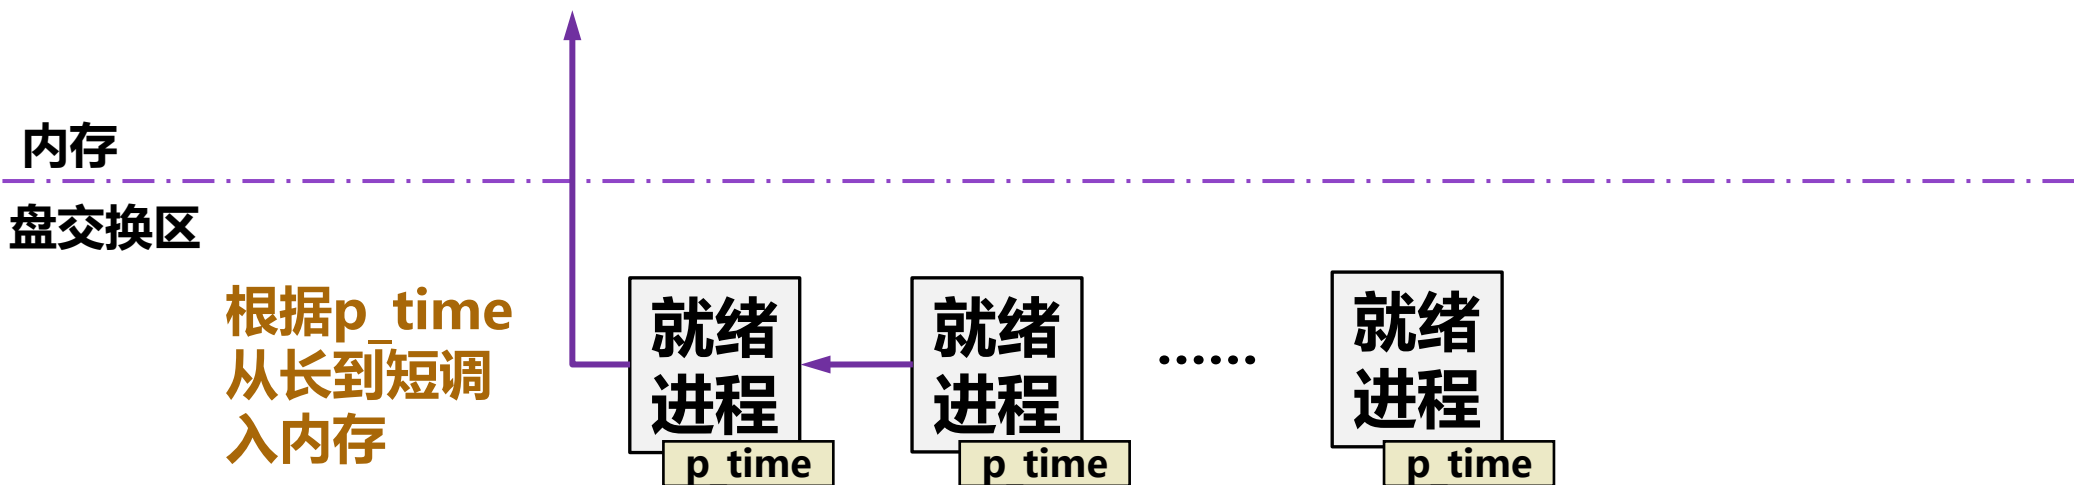 内存
盘交换区
根据p_time
从长到短调
入内存
就绪
进程
p_time
就绪
进程
p_time
......
就绪
进程
p_time